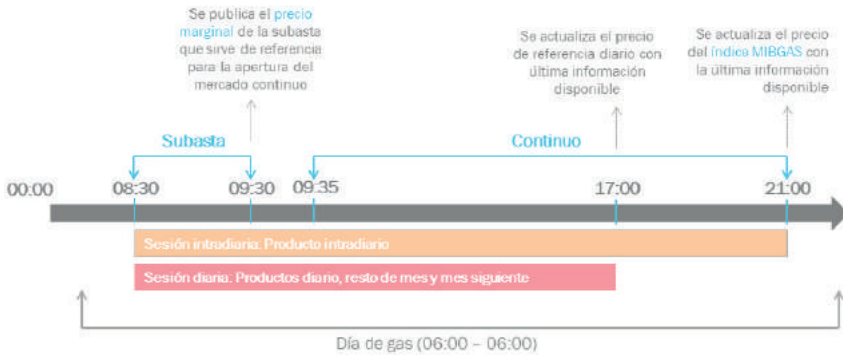 Se publica el precio
marginal de la subasta
que sirve de referencia
para la apertura del
mercado continuo
Se actualiza el precio
de referencia diario con
última información
disponible
Se actualiza el precio
del índice MIBGAS con
la última información
disponible
Subasta
Continuo
00:00
08:30
09:30
09:35
17:00
21:00
Sesión intradiaria: Producto intradiario
Sesión diaria: Productos diario, resto de mes y mes siguiente
Día de gas (06:00 – 06:00)